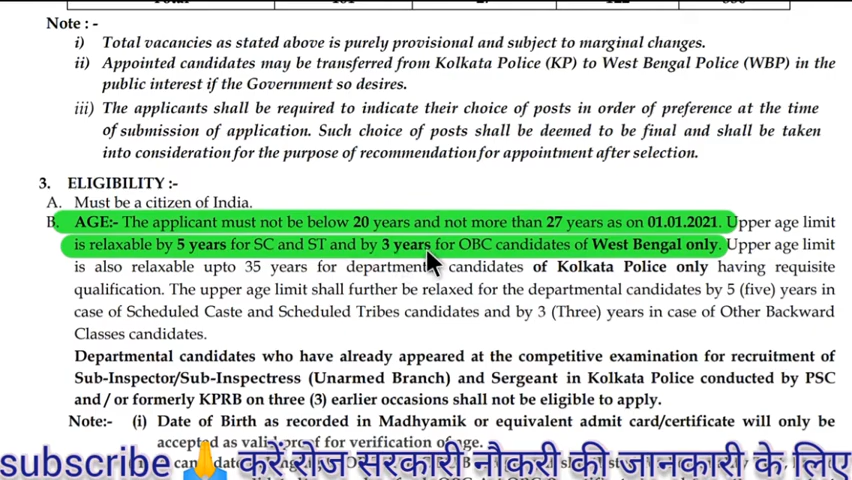 Note : -
i) Total vacancies as stated above is purely provisional and subject to marginal changes.
ii) Appointed candidates may be transferred from Kolkata Police (KP) to West Bengal Police (WBP) in the
public interest if the Government so desires.
iii) The applicants shall be required to indicate their choice of posts in order of preference at the time
of submission of application. Such choice of posts shall be deemed to be final and shall be taken
into consideration for the purpose of recommendation for appointment after selection.
3. ELIGIBILITY :-
A. Must be a citizen of India.
B. AGE:- The applicant must not be below 20 years and not more than 27 years as on 01.01.2021. Upper age limit
is relaxable by 5 years for SC and ST and by 3 years for OBC candidates of West Bengal only. Upper age limit
is also relaxable upto 35 years for departmental candidates of Kolkata Police only having requisite
qualification. The upper age limit shall further be relaxed for the departmental candidates by 5 (five) years in
case of Scheduled Caste and Scheduled Tribes candidates and by 3 (Three) years in case of Other Backward
Classes candidates.
Departmental candidates who have already appeared at the competitive examination for recruitment of
Sub-Inspector/Sub-Inspectress (Unarmed Branch) and Sergeant in Kolkata Police conducted by PSC
and / or formerly KPRB on three (3) earlier occasions shall not be eligible to apply.
Note:- (i) Date of Birth as recorded in Madhyamik or equivalent admit card/certificate will only be
accepted as valid proof for verification of age.
subscribe 🙏 करें रोज सरकारी नौकरी की जानकारी के लिए